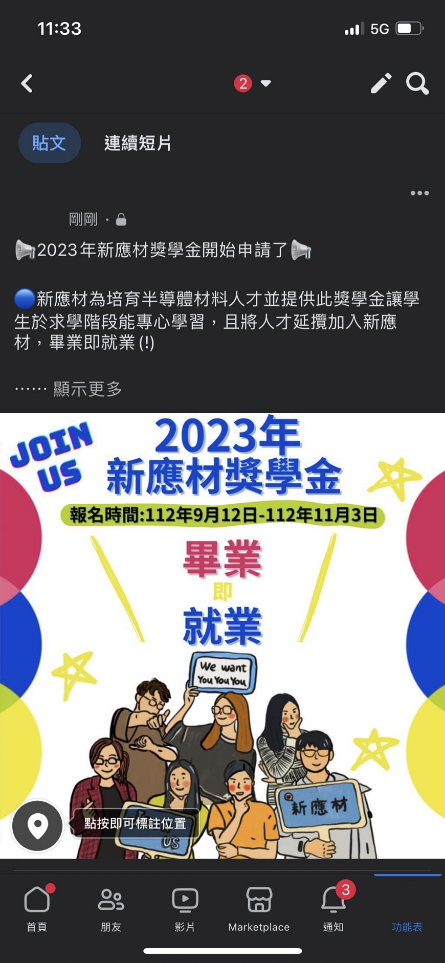 11:33
5G
2
貼文
連續短片
剛剛
2023年新應材獎學金開始申請了
新應材為培育半導體材料人才並提供此獎學金讓學
生於求學階段能專心學習，且將人才延攬加入新應
材，畢業即就業(!)
…… 顯示更多
JOIN
US
2023年
新應材獎學金
報名時間:112年9月12日-112年11月3日
畢業
即
就業
We want
You You You
新應材
US
點按即可標註位置
3
首頁
朋友
影片
Marketplace
通知
功能表